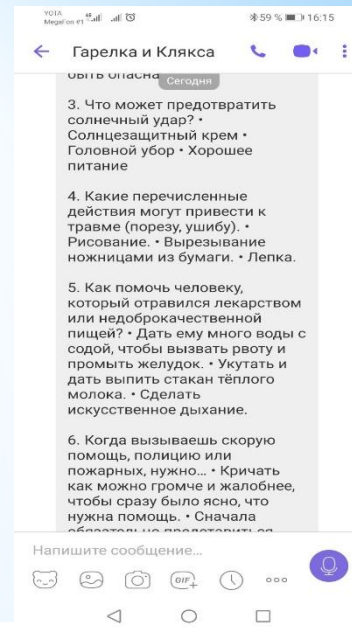 YOTA
MegaFon #1
59 % 16:15
Гарелка и Клякса
быть опасна
Сегодня
3. Что может предотвратить
солнечный удар? •
Солнцезащитный крем •
Головной убор • Хорошее
питание
4. Какие перечисленные
действия могут привести к
травме (порезу, ушибу). •
Рисование. • Вырезывание
ножницами из бумаги. • Лепка.
5. Как помочь человеку,
который отравился лекарством
или недоброкачественной
пищей? • Дать ему много воды с
содой, чтобы вызвать рвоту и
промыть желудок. • Укутать и
дать выпить стакан тёплого
молока. • Сделать
искусственное дыхание.
6. Когда вызываешь скорую
помощь, полицию или
пожарных, нужно... • Кричать
как можно громче и жалобнее,
чтобы сразу было ясно, что
нужна помощь. • Сначала
обязательно представиться
Напишите сообщение...
GIF